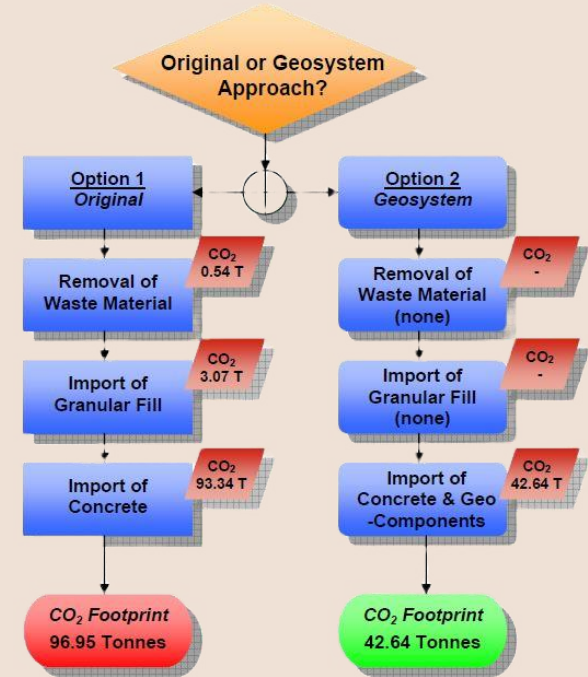 Original or Geosystem
Approach?
Option 1
Original
Option 2
Geosystem
CO₂
0.54 T
Removal of
Waste Material
CO₂
-
Removal of
Waste Material
(none)
CO₂
3.07 T
Import of
Granular Fill
CO₂
-
Import of
Granular Fill
(none)
CO₂
93.34 T
Import of
Concrete
CO₂
42.64 T
Import of
Concrete & Geo
-Components
CO₂ Footprint
96.95 Tonnes
CO₂ Footprint
42.64 Tonnes